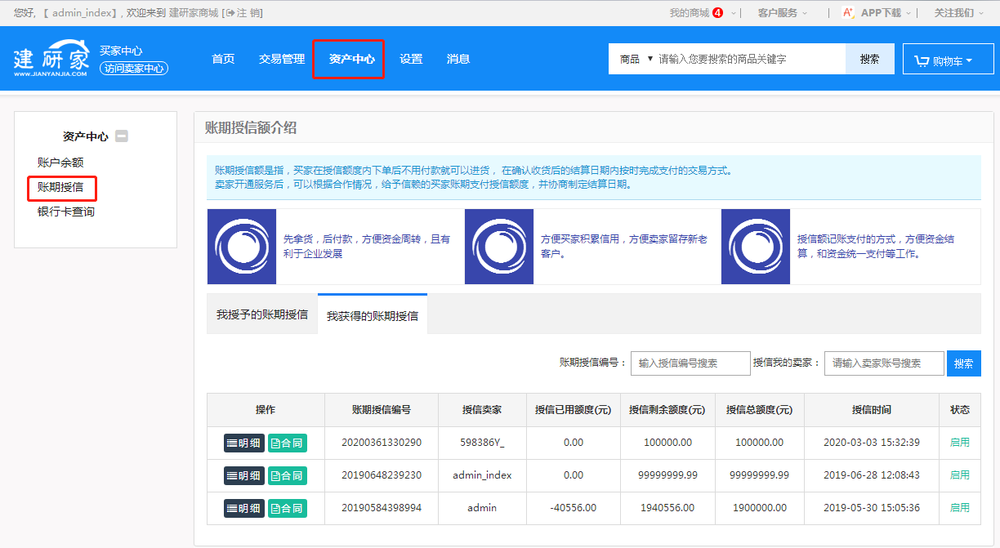 您好, 【 admin_index】, 欢迎来到 建研家商城 [注 销]
我的商城 4 | 客户服务 | APP下载 | 关注我们
建研家
WWW.JIANYANJIA.COM
买家中心
访问卖家中心
首页 交易管理 资产中心 设置 消息
商品 ▼ 请输入您要搜索的商品关键字 搜索
购物车
资产中心
账户余额
账期授信
银行卡查询
账期授信额介绍
账期授信额是指，买家在授信额度内下单后不用付款就可以进货， 在确认收货后的结算日期内按时完成支付的交易方式。
卖家开通服务后，可以根据合作情况，给予信赖的买家账期支付授信额度，并协商制定结算日期。
先拿货，后付款，方便资金周转，且有
利于企业发展
方便买家积累信用，方便卖家留存新老
客户。
授信额记账支付的方式，方便资金结
算，和资金统一支付等工作。
我授予的账期授信 我获得的账期授信
账期授信编号： 输入授信编号搜索 授信我的卖家： 请输入卖家账号搜索 搜索
操作 账期授信编号 授信卖家 授信已用额度(元) 授信剩余额度(元) 授信总额度(元) 授信时间 状态
明细 合同 20200361330290 598386Y_ 0.00 100000.00 100000.00 2020-03-03 15:32:39 启用
明细 合同 20190648239230 admin_index 0.00 99999999.99 99999999.99 2019-06-28 12:08:43 启用
明细 合同 20190584398994 admin -40556.00 1940556.00 1900000.00 2019-05-30 15:05:36 启用